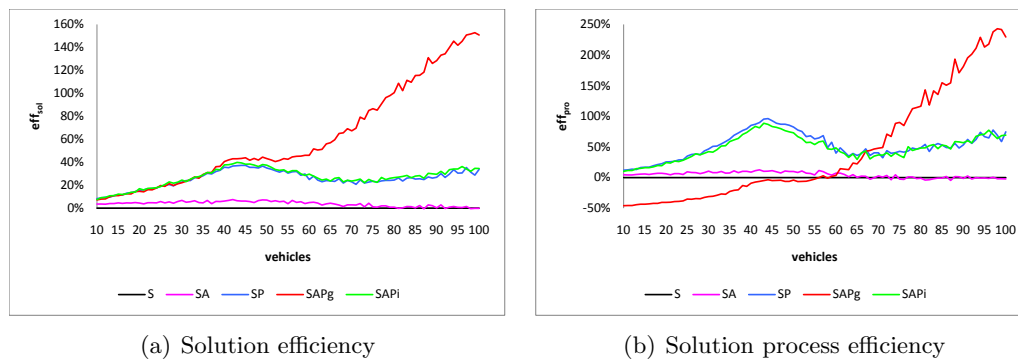 160%
140%
120%
100%
80%
60%
40%
20%
0%
eff_sol
10 15 20 25 30 35 40 45 50 55 60 65 70 75 80 85 90 95 100
vehicles
S SA SP SAPg SAPi
(a) Solution efficiency
250%
200%
150%
100%
50%
0%
-50%
eff_pro
10 15 20 25 30 35 40 45 50 55 60 65 70 75 80 85 90 95 100
vehicles
S SA SP SAPg SAPi
(b) Solution process efficiency